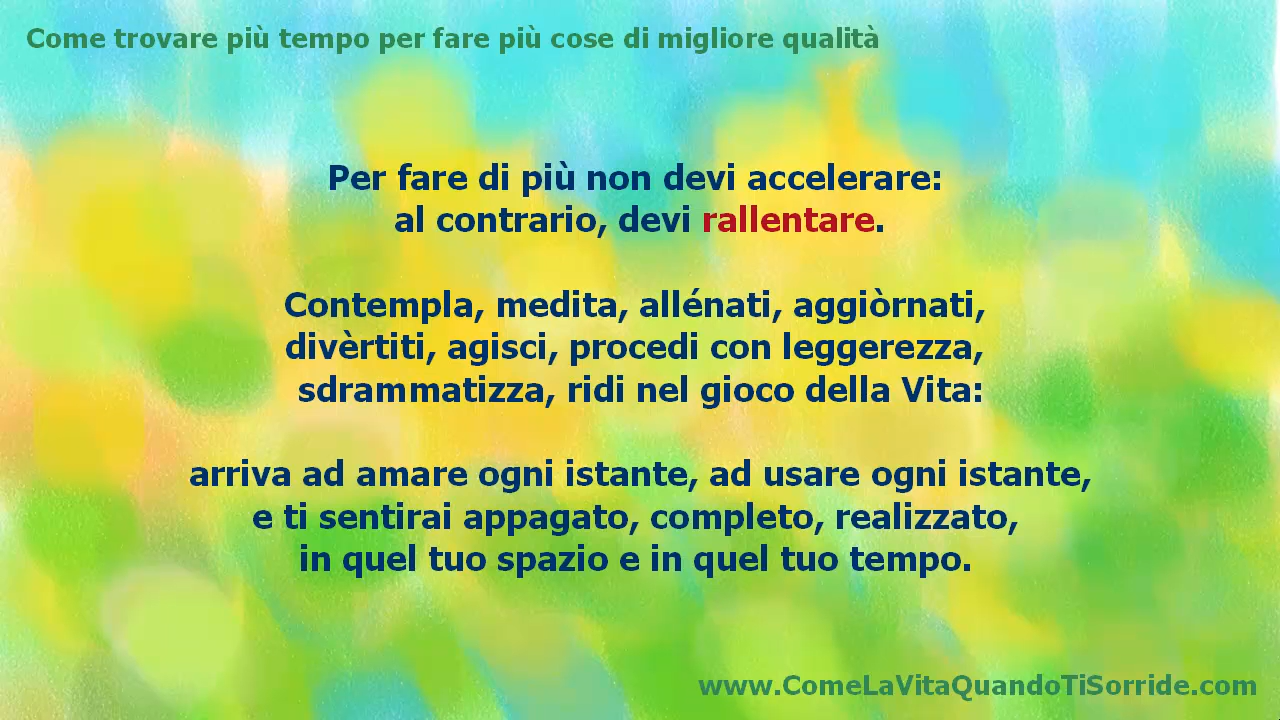 Come trovare più tempo per fare più cose di migliore qualità
Per fare di più non devi accelerare:
al contrario, devi rallentare.
Contempla, medita, allénati, aggiòrnati,
divèrtiti, agisci, procedi con leggerezza,
sdrammatizza, ridi nel gioco della Vita:
arriva ad amare ogni istante, ad usare ogni istante,
e ti sentirai appagato, completo, realizzato,
in quel tuo spazio e in quel tuo tempo.
www.ComeLaVitaQuandoTiSorride.com